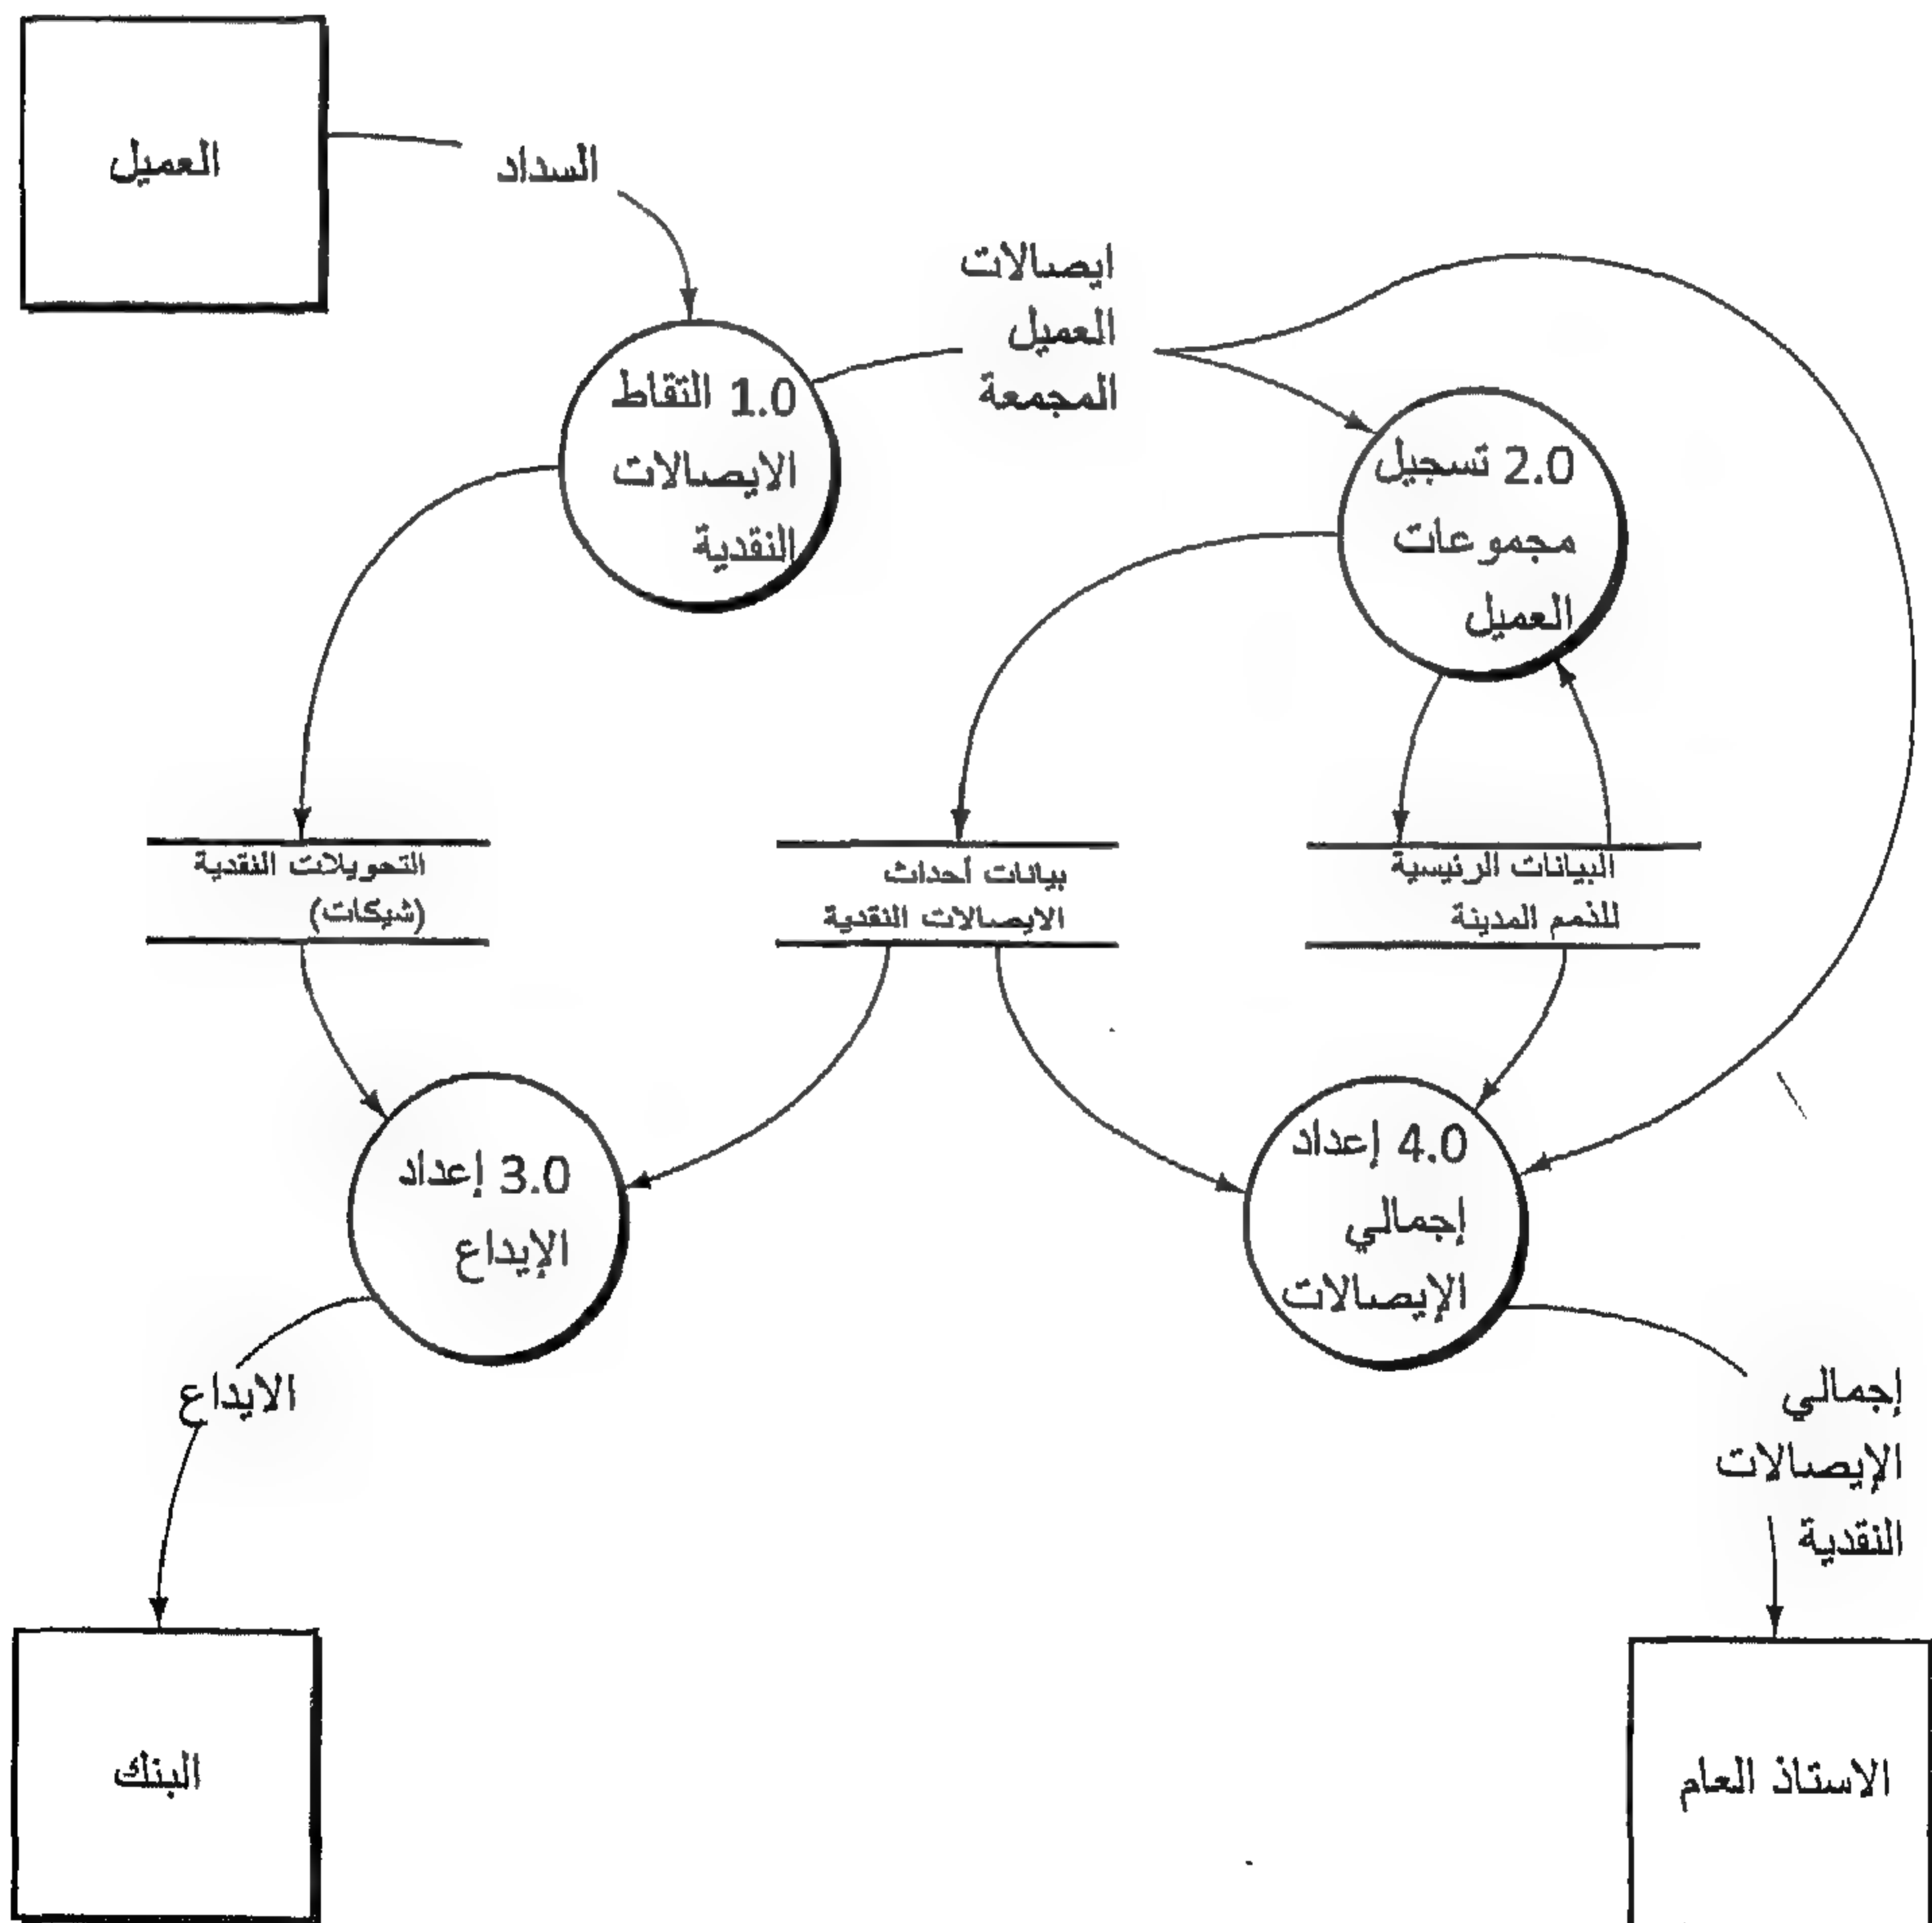 العميل
السداد
ايصالات
العميل
المجمعة
1.0 التقاط
الايصالات
النقدية
2.0 تسجيل
مجموعات
العميل
التحويلات النقدية
(شيكات)
بيانات أحداث
الايصالات النقدية
البيانات الرئيسية
للذمم المدينة
3.0 إعداد
الإيداع
4.0 إعداد
إجمالي
الإيصالات
الايداع
إجمالي
الإيصالات
النقدية
البنك
الاستاذ العام